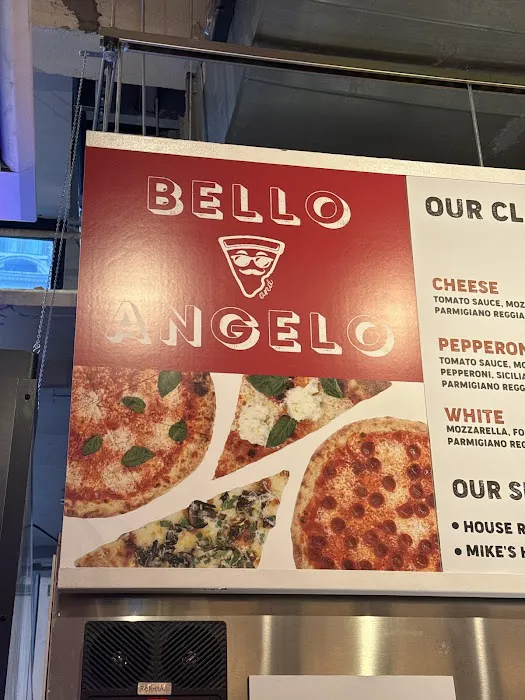 BELLO
and
ANGELO
OUR CL
CHEESE
TOMATO SAUCE, MOZ
PARMIGIANO REGGIA
PEPPERON
TOMATO SAUCE, MO
PEPPERONI, SICILIA
PARMIGIANO REGG
WHITE
MOZZARELLA, FO
PARMIGIANO REG
OUR S
• HOUSE R
• MIKE'S H